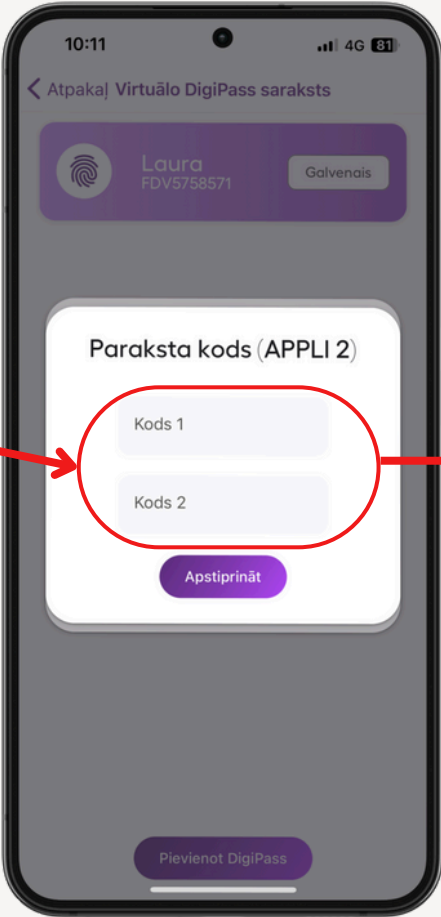 10:11
4G 81
Atpakaļ Virtuālo DigiPass saraksts
Laura
FDV5758571
Galvenais
Paraksta kods (APPLI 2)
Kods 1
Kods 2
Apstiprināt
Pievienot DigiPass